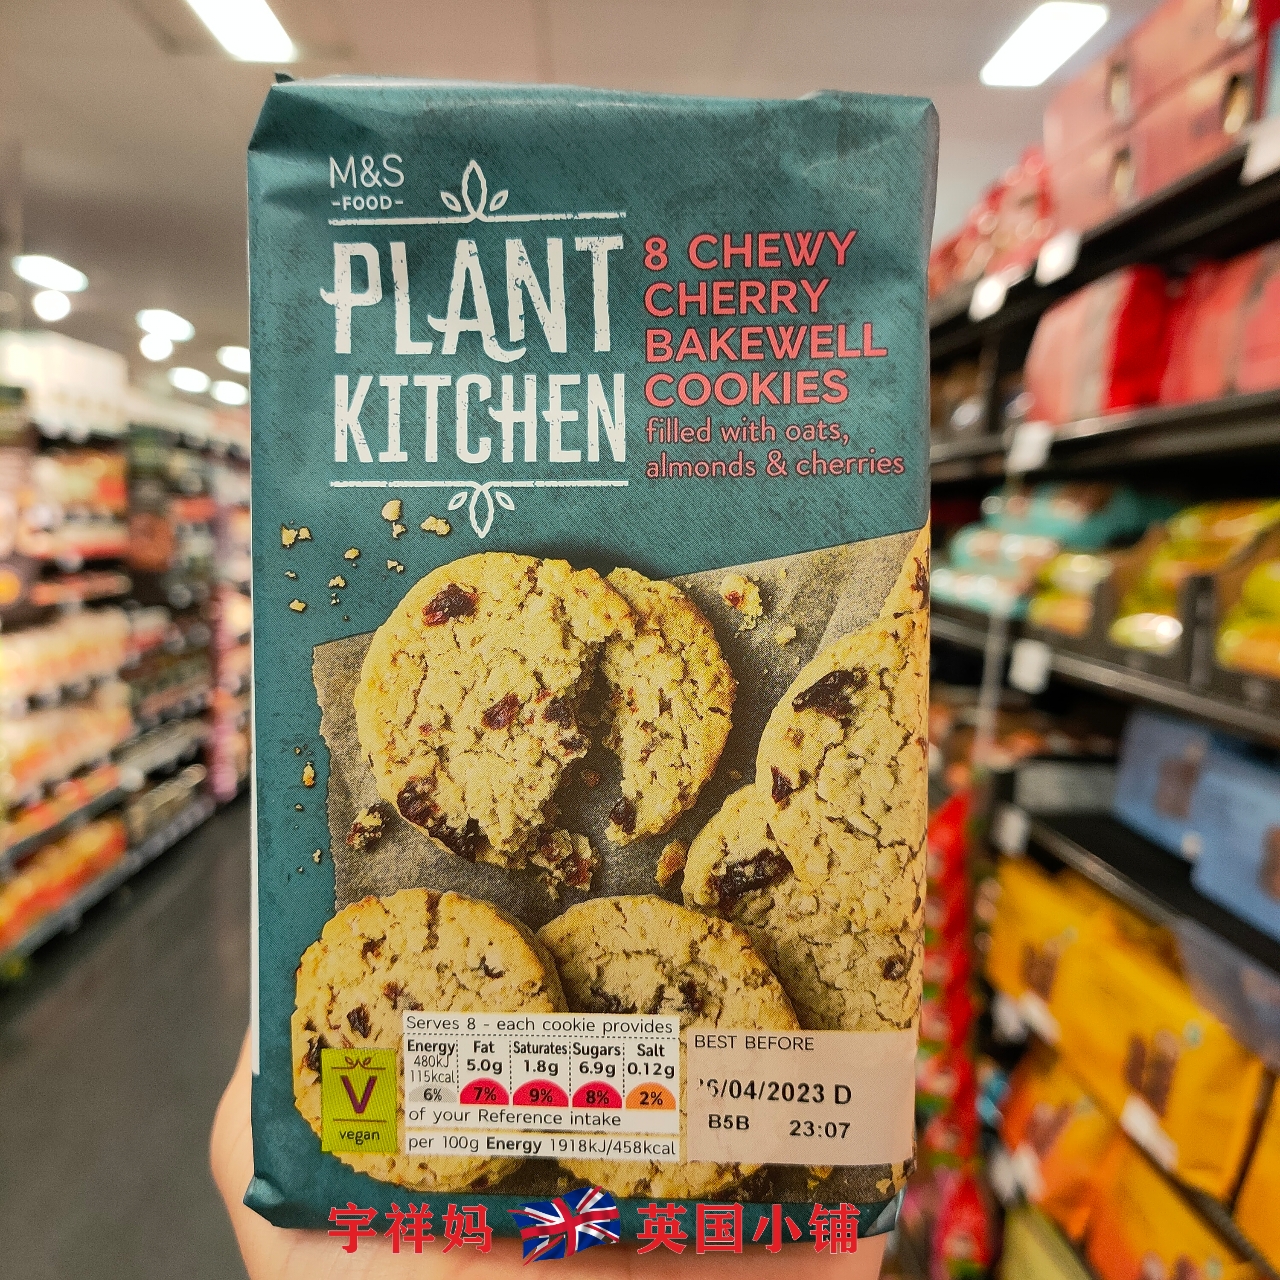 M&S
-FOOD-
PLANT
KITCHEN
8 CHEWY
CHERRY
BAKEWELL
COOKIES
filled with oats,
almonds & cherries
Serves 8 - each cookie provides
Energy Fat Saturates Sugars Salt
480kJ 5.0g 1.8g 6.9g 0.12g
115kcal
6% 7% 9% 8% 2%
of your Reference intake
per 100g Energy 1918kJ/458kcal
V
vegan
BEST BEFORE
6/04/2023 D
B5B 23:07
宇祥妈 英国小铺